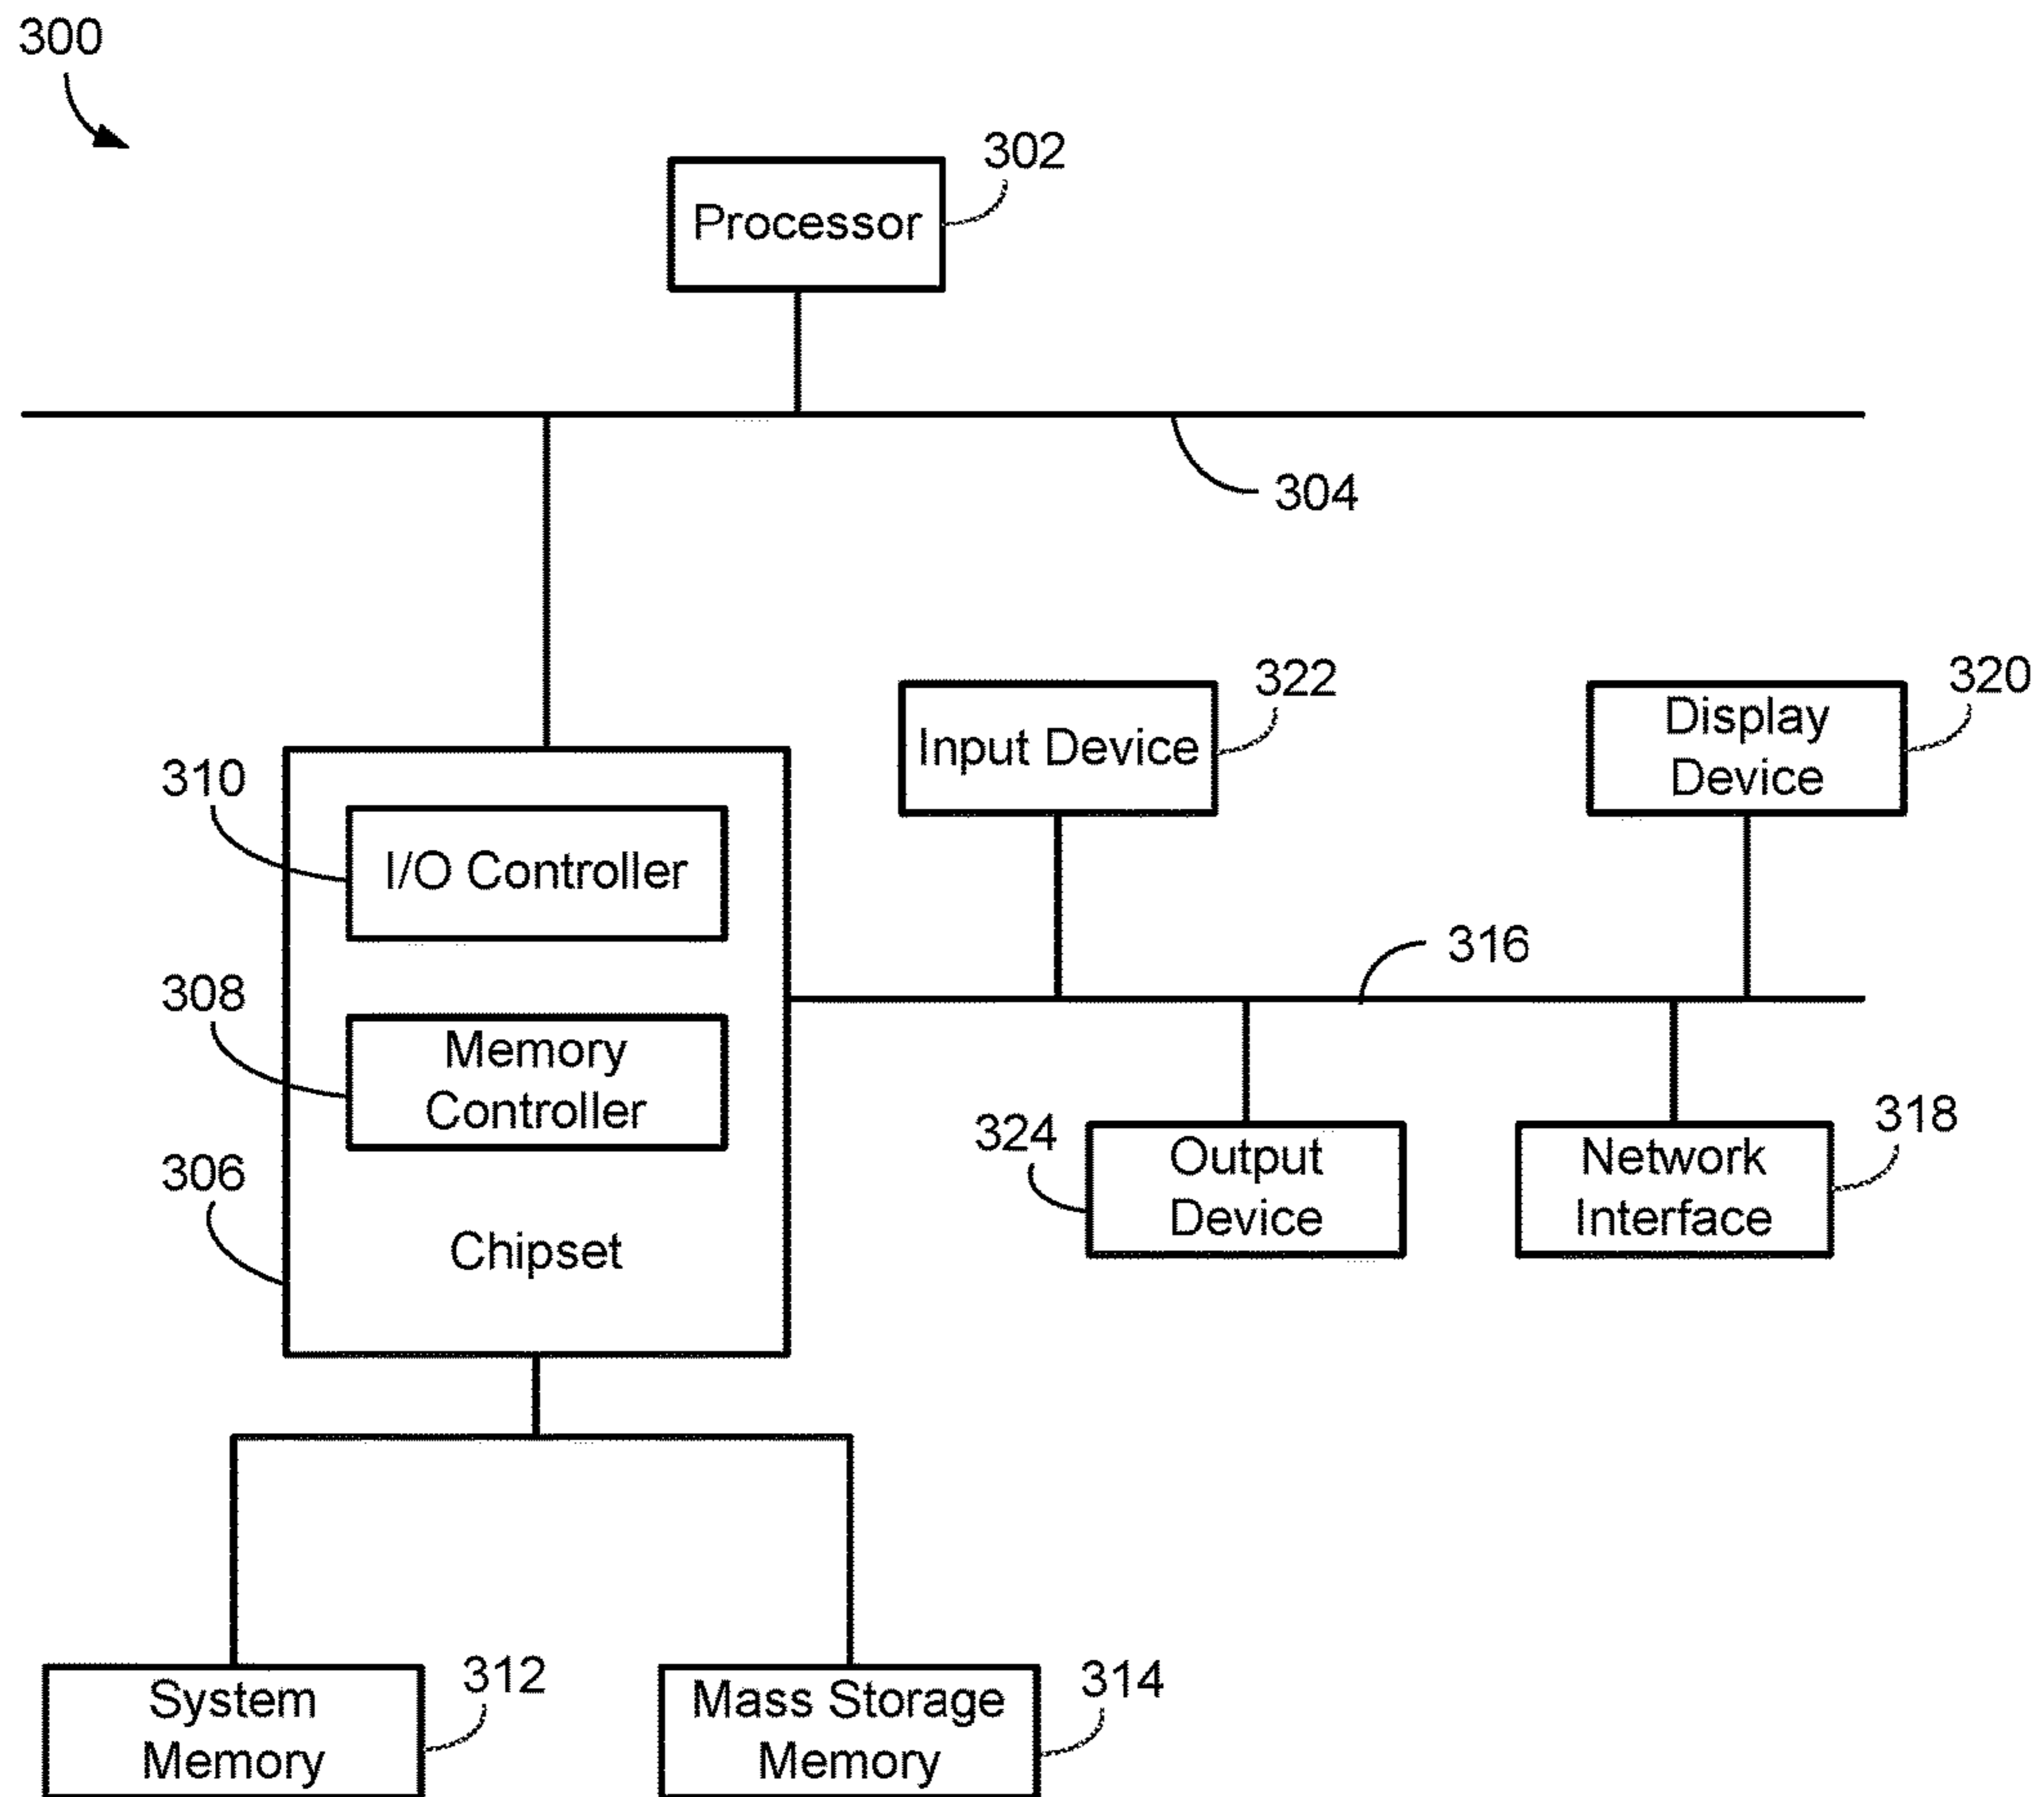 300
302
Processor
304
322
Input Device
320
Display
Device
310
I/O Controller
316
308
Memory
Controller
324
Output
Device
318
Network
Interface
306
Chipset
312
System
Memory
314
Mass Storage
Memory